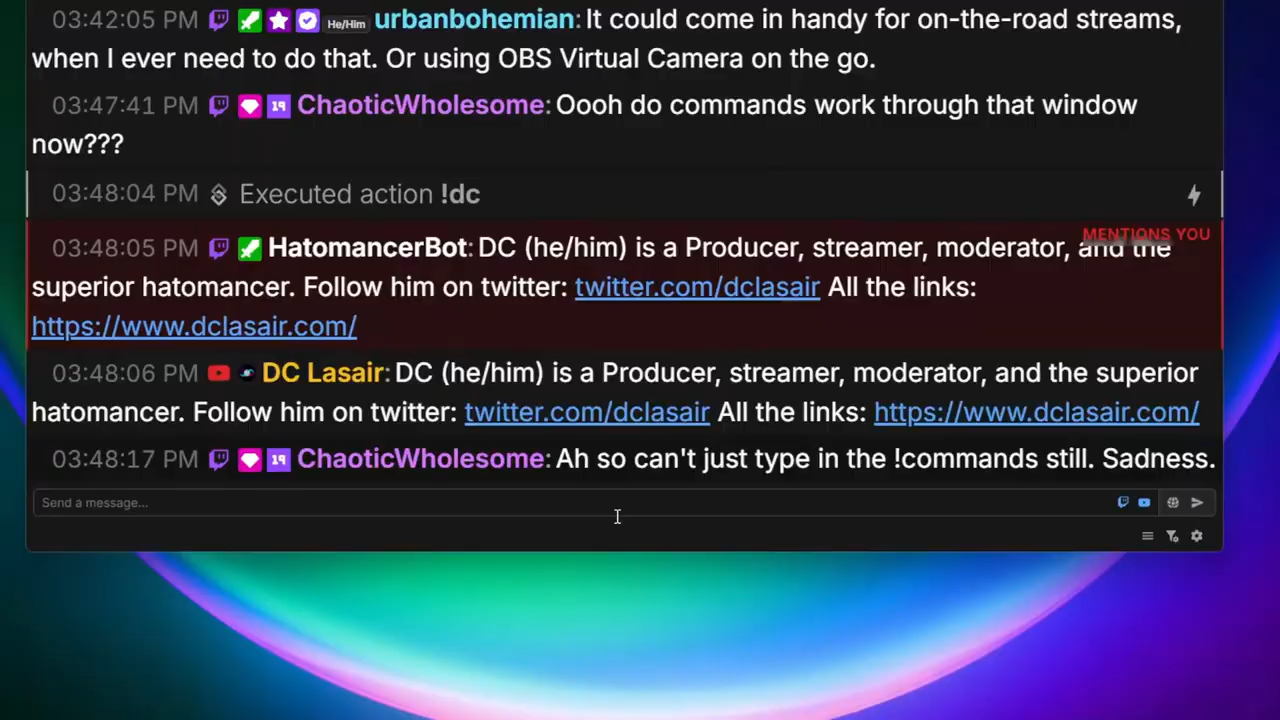 03:42:05 PM He/Him urbanbohemian: It could come in handy for on-the-road streams,
when I ever need to do that. Or using OBS Virtual Camera on the go.
03:47:41 PM 19 ChaoticWholesome: Oooh do commands work through that window
now???
03:48:04 PM Executed action !dc
MENTIONS YOU
03:48:05 PM HatomancerBot: DC (he/him) is a Producer, streamer, moderator, and the
superior hatomancer. Follow him on twitter: twitter.com/dclasair All the links:
https://www.dclasair.com/
03:48:06 PM DC Lasair: DC (he/him) is a Producer, streamer, moderator, and the superior
hatomancer. Follow him on twitter: twitter.com/dclasair All the links: https://www.dclasair.com/
03:48:17 PM 19 ChaoticWholesome: Ah so can't just type in the !commands still. Sadness.
Send a message...